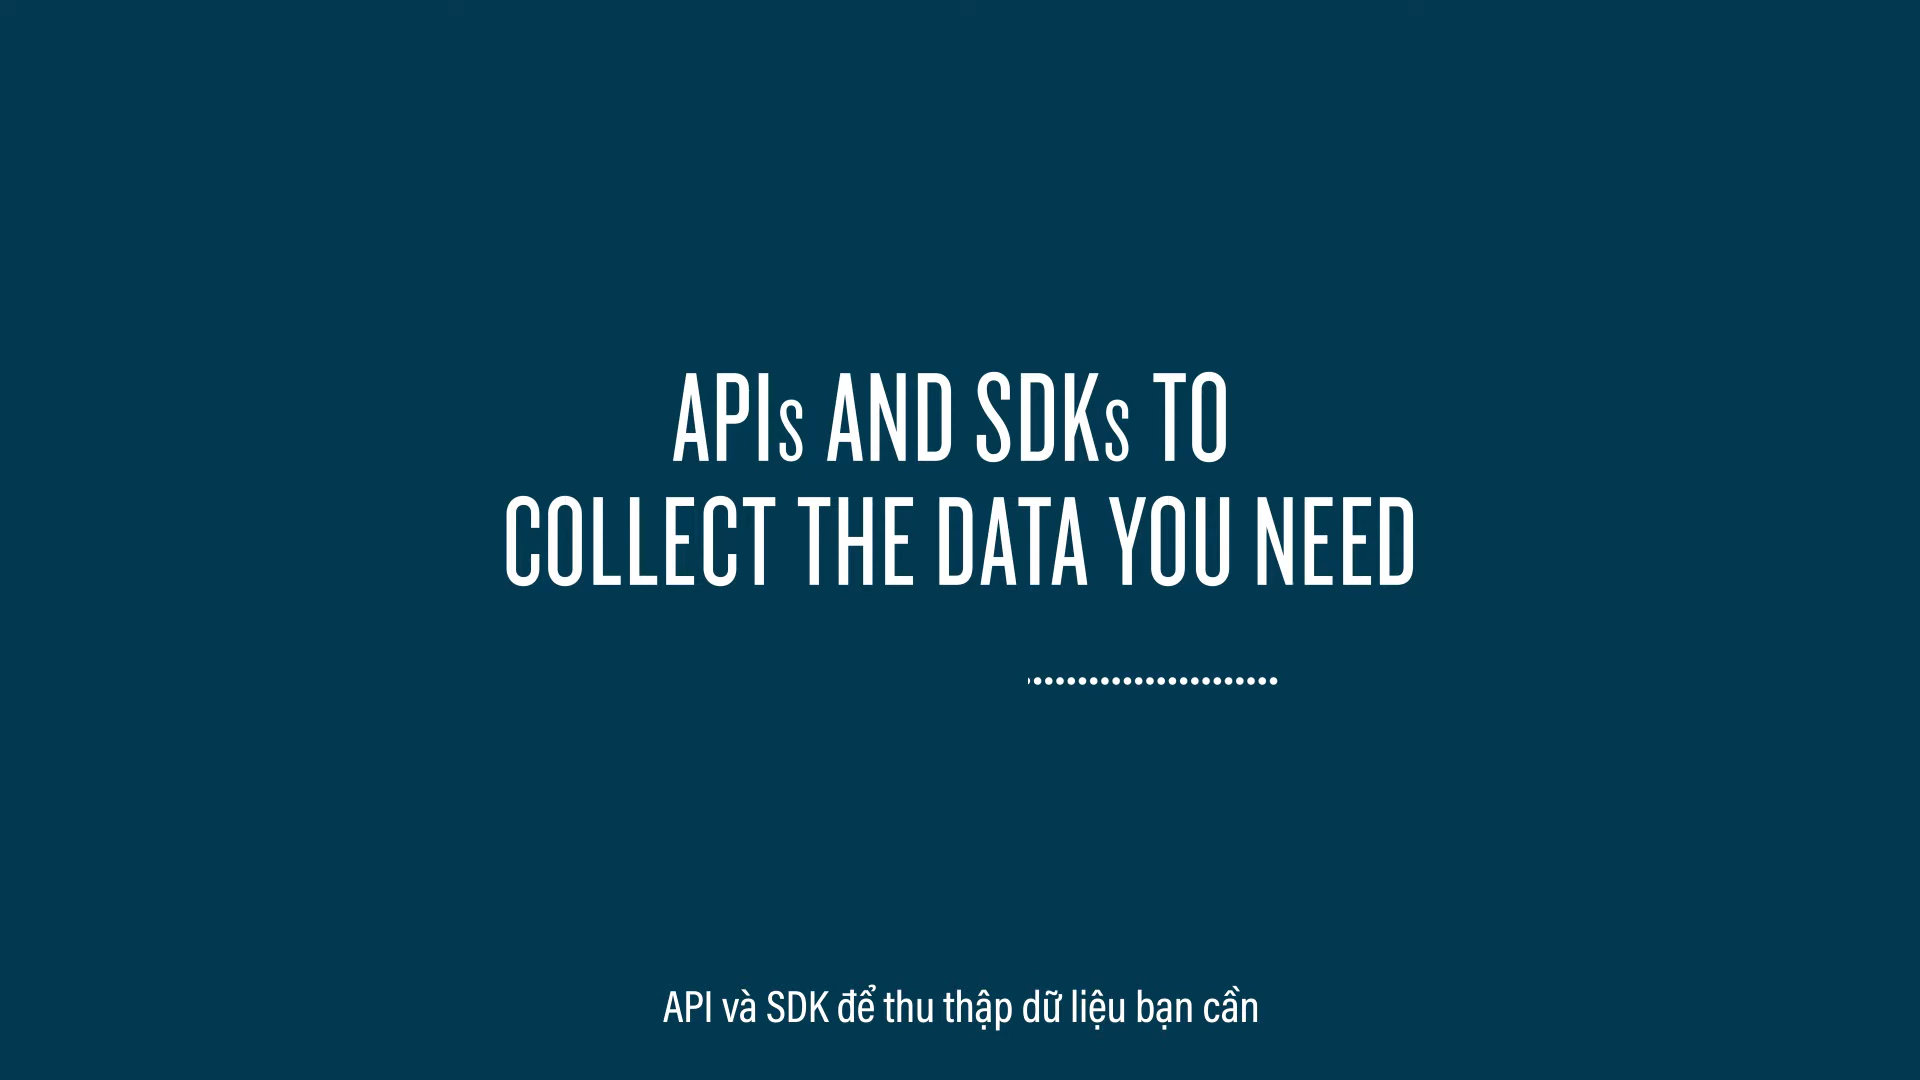 APIs AND SDKs TO
COLLECT THE DATA YOU NEED
API và SDK để thu thập dữ liệu bạn cần